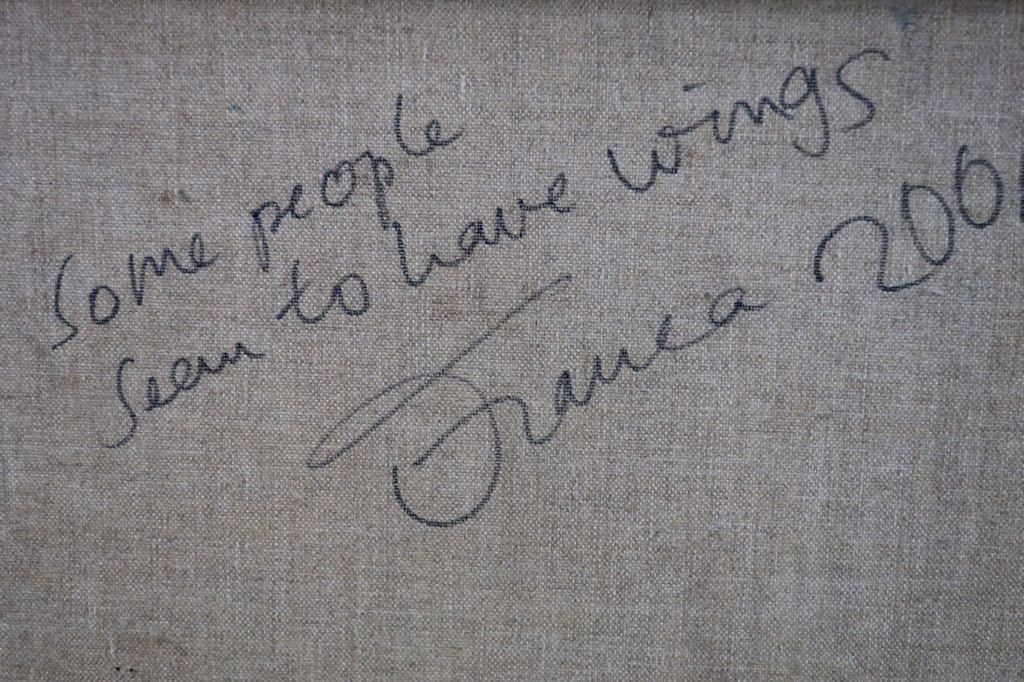 Some people
seem to have wings
Franca 2001